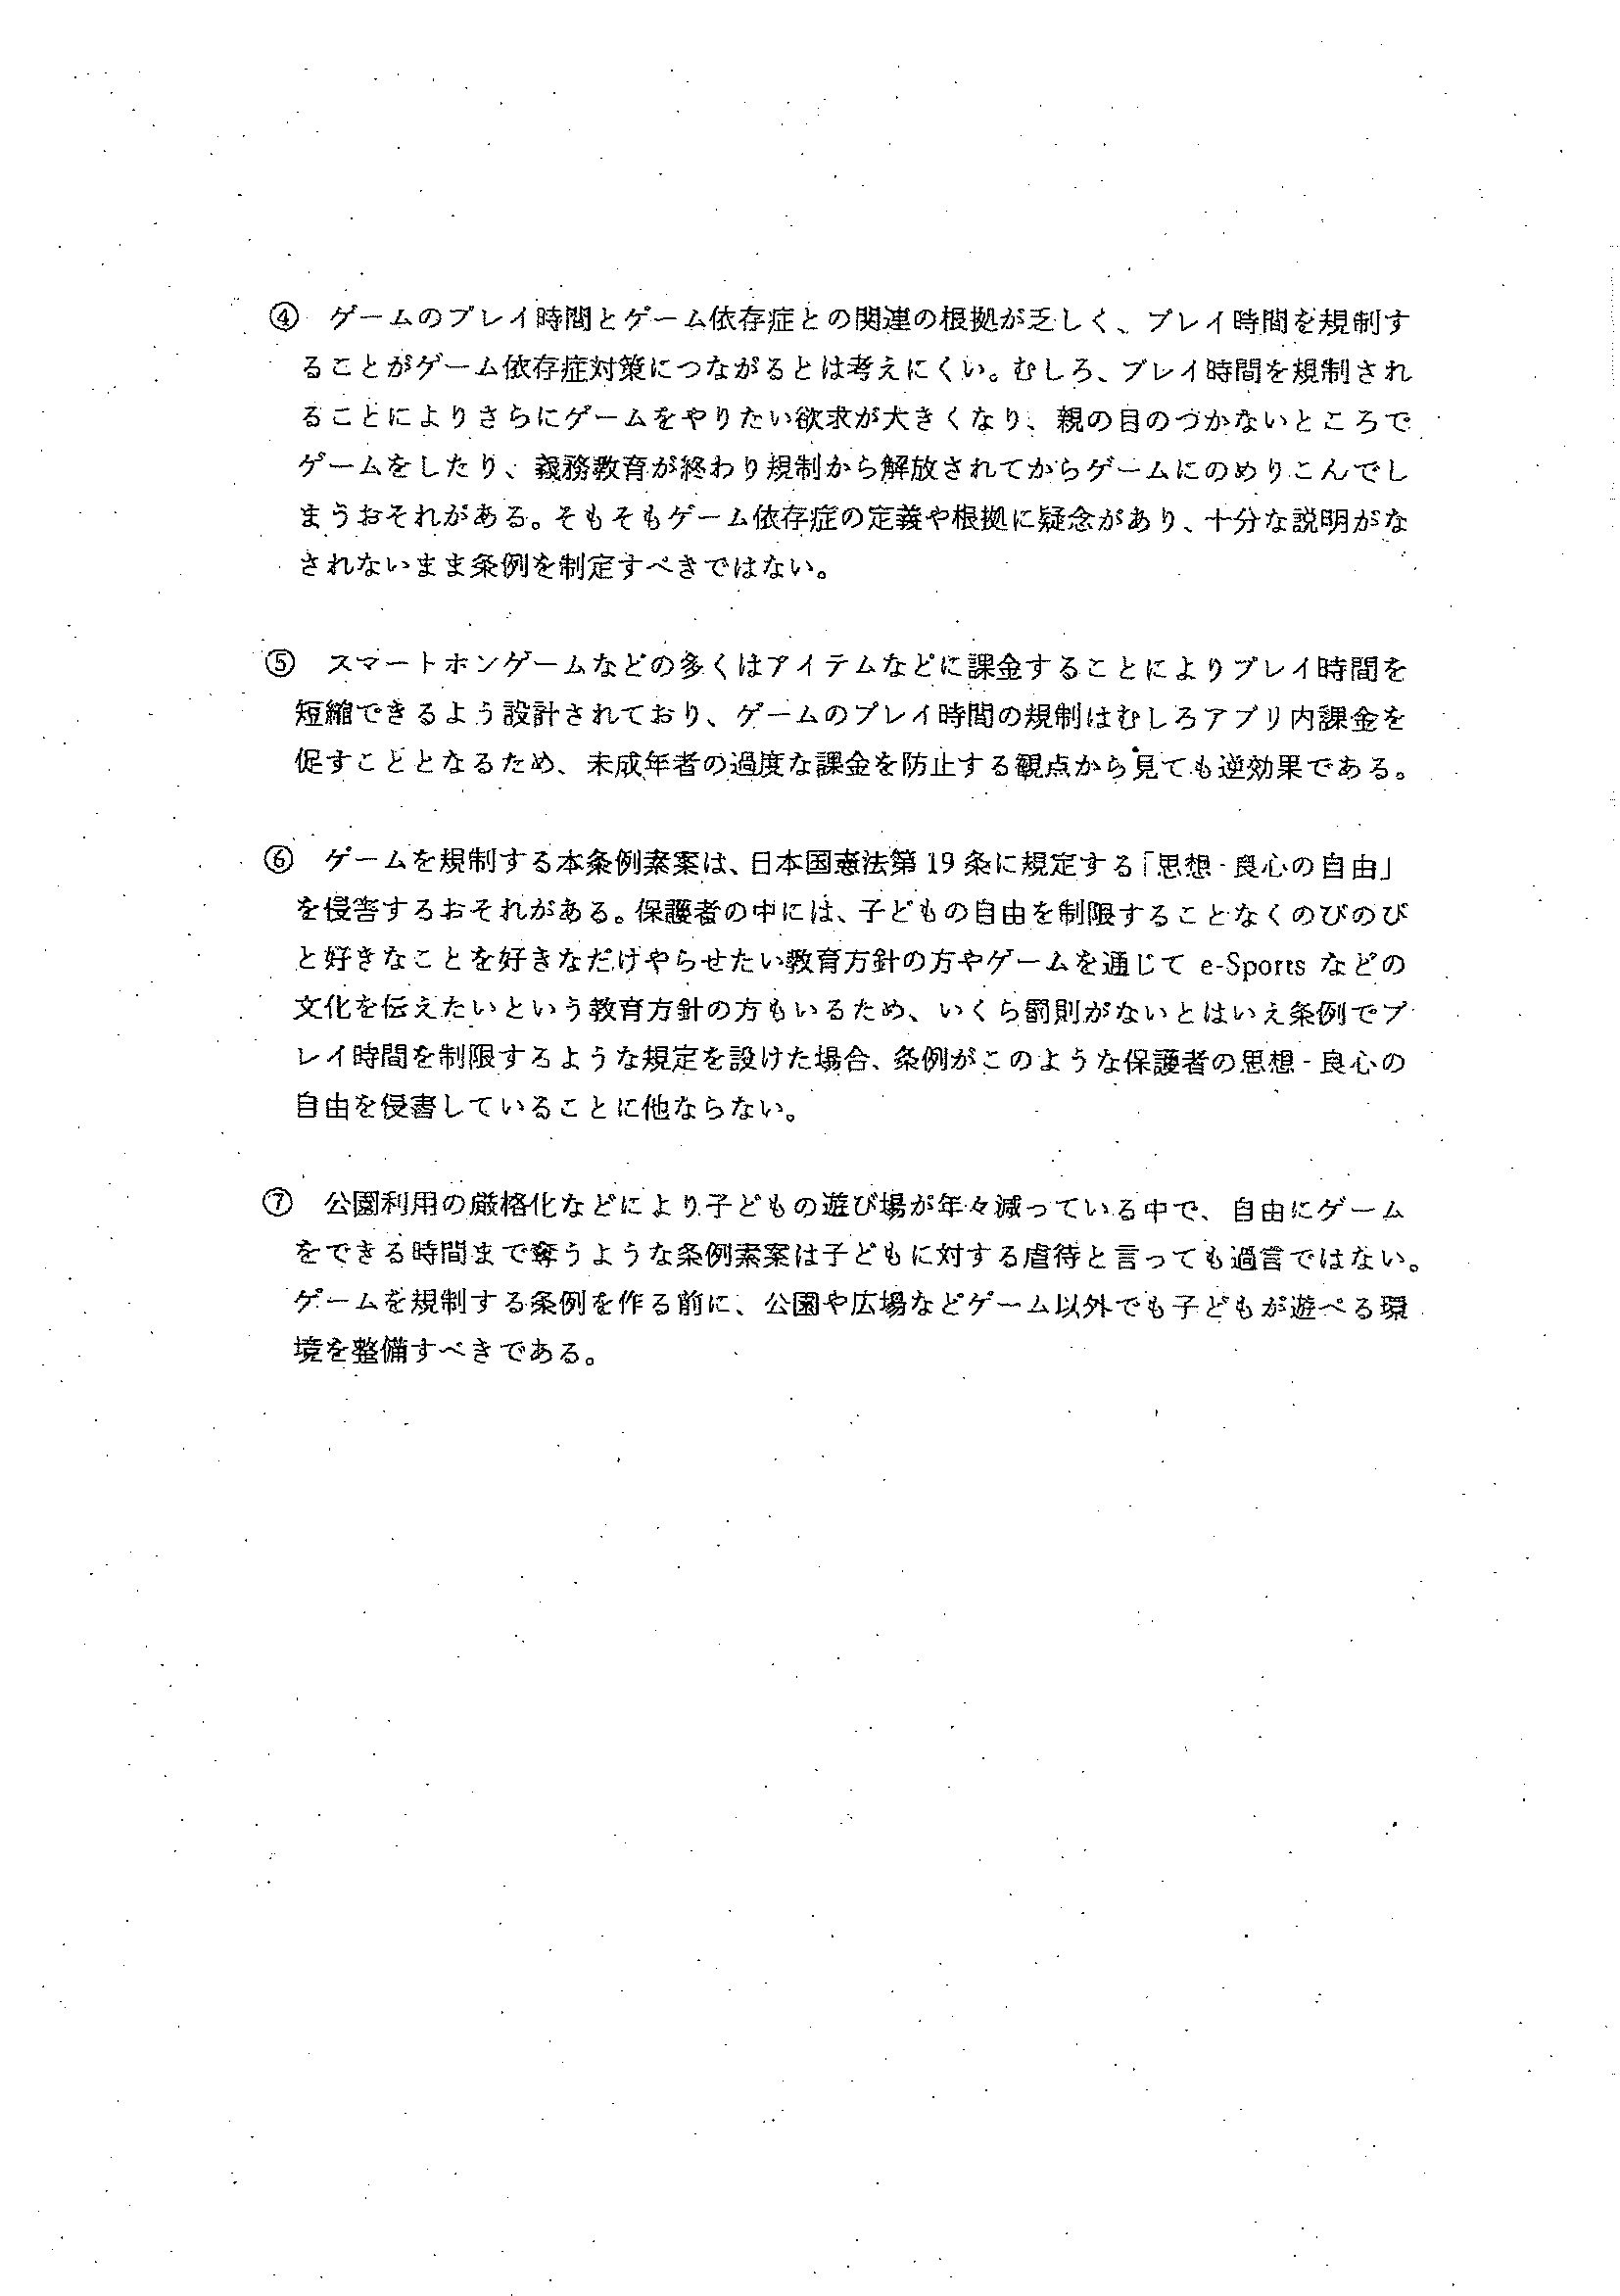 ④　ゲームのプレイ時間とゲーム依存症との関連の根拠が乏しく、プレイ時間を規制す
ることがゲーム依存症対策につながるとは考えにくい。むしろ、プレイ時間を規制され
ることによりさらにゲームをやりたい欲求が大きくなり、親の目のつかないところで
ゲームをしたり、義務教育が終わり規制から解放されてからゲームにのめりこんでし
まうおそれがある。そもそもゲーム依存症の定義や根拠に疑念があり、十分な説明がな
されないまま条例を制定すべきではない。
⑤　スマートホンゲームなどの多くはアイテムなどに課金することによりプレイ時間を
短縮できるよう設計されており、ゲームのプレイ時間の規制はむしろアプリ内課金を
促すこととなるため、未成年者の過度な課金を防止する観点から見ても逆効果である。
⑥　ゲームを規制する本条例素案は、日本国憲法第 19 条に規定する「思想・良心の自由」
を侵害するおそれがある。保護者の中には、子どもの自由を制限することなくのびのび
と好きなことを好きなだけやらせたい教育方針の方やゲームを通じて e-Sports などの
文化を伝えたいという教育方針の方もいるため、いくら罰則がないとはいえ条例でプ
レイ時間を制限するような規定を設けた場合、条例がこのような保護者の思想・良心の
自由を侵害していることに他ならない。
⑦　公園利用の厳格化などにより子どもの遊び場が年々減っている中で、自由にゲーム
をできる時間まで奪うような条例素案は子どもに対する虐待と言っても過言ではない。
ゲームを規制する条例を作る前に、公園や広場などゲーム以外でも子どもが遊べる環
境を整備すべきである。